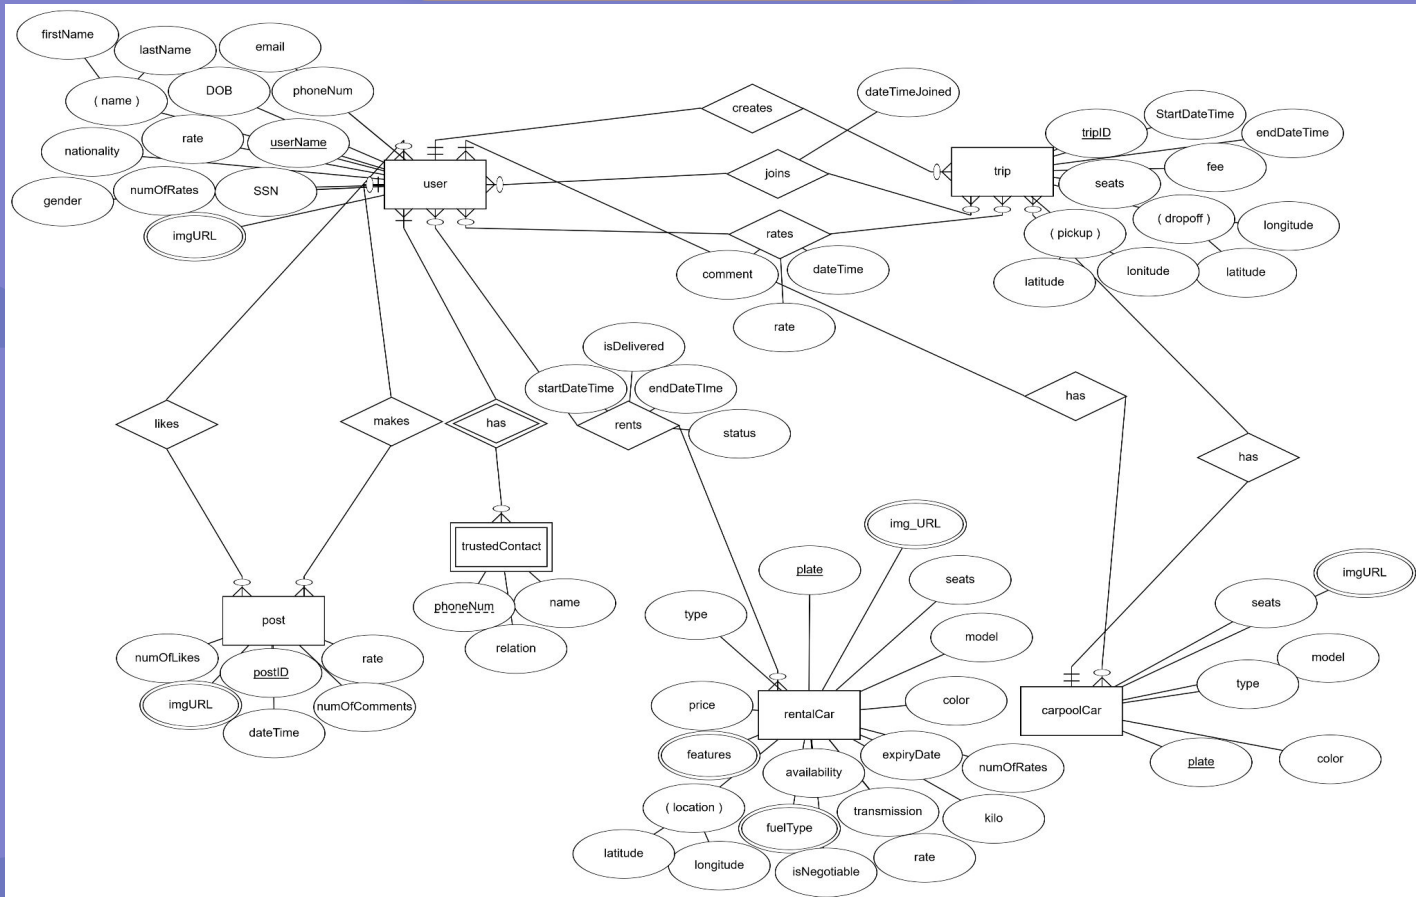 firstName
lastName
email
( name )
DOB
phoneNum
nationality
rate
userName
gender
numOfRates
SSN
imgURL
user
creates
dateTimeJoined
joins
rates
comment
dateTime
rate
tripID
StartDateTime
endDateTime
trip
fee
seats
( pickup )
( dropoff )
longitude
latitude
lonitude
latitude
isDelivered
startDateTime
endDateTIme
rents
status
likes
makes
has
has
has
trustedContact
phoneNum
name
relation
post
numOfLikes
postID
rate
imgURL
numOfComments
dateTime
img_URL
plate
seats
type
model
color
price
rentalCar
features
availability
expiryDate
numOfRates
( location )
fuelType
transmission
kilo
latitude
longitude
isNegotiable
rate
imgURL
seats
model
type
carpoolCar
plate
color